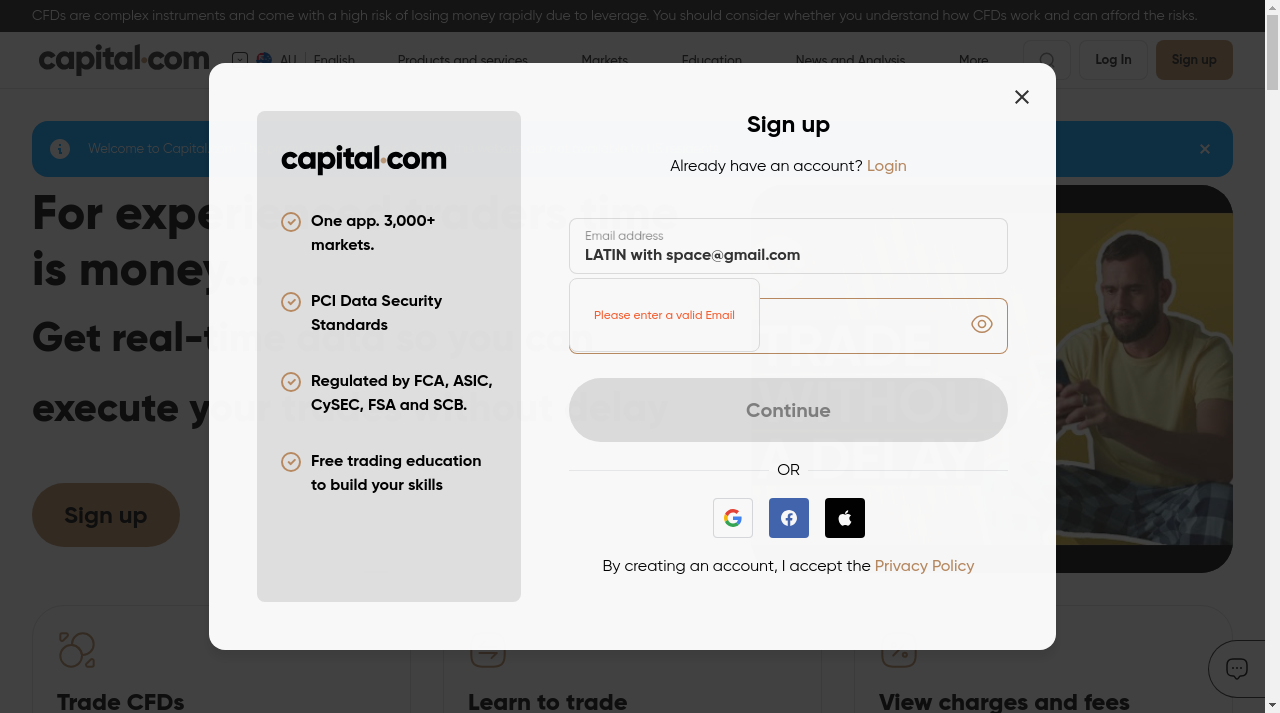 CFDs are complex instruments and come with a high risk of losing money rapidly due to leverage. You should consider whether you understand how CFDs work and can afford the risks.
capital.com
AU English
Products and services
Markets
Education
News and Analysis
More
Log In
Sign up
Welcome to Capital.
For experienced traders time
is money...
Get real-time data so you can
execute your trades without delay
Sign up
TRADE
WITHOUT
A DELAY
capital.com
One app. 3,000+
markets.
PCI Data Security
Standards
Regulated by FCA, ASIC,
CySEC, FSA and SCB.
Free trading education
to build your skills
Sign up
Already have an account? Login
Email address
LATIN with space@gmail.com
Please enter a valid Email
Continue
OR
By creating an account, I accept the Privacy Policy
Trade CFDs
Learn to trade
View charges and fees